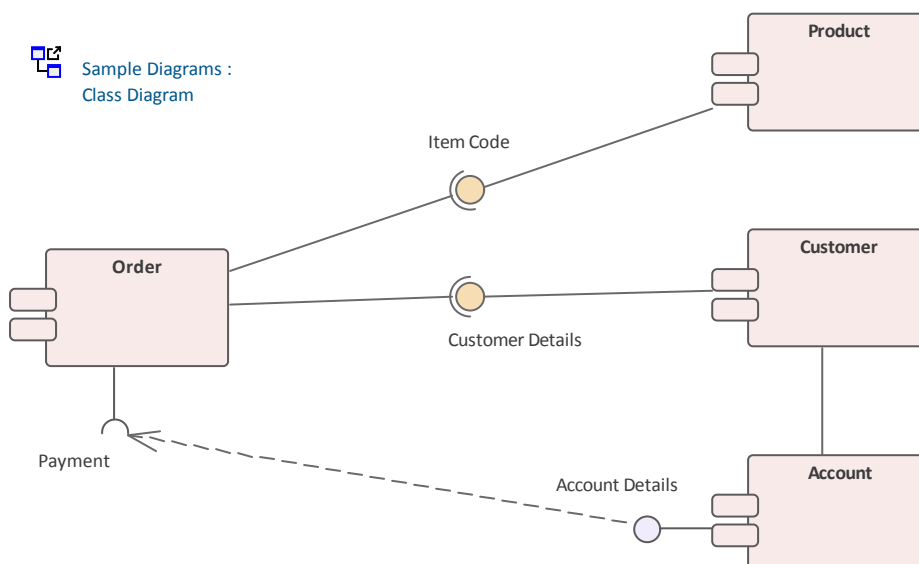 Product
Sample Diagrams :
Class Diagram
Item Code
Customer
Order
Customer Details
Payment
Account
Account Details